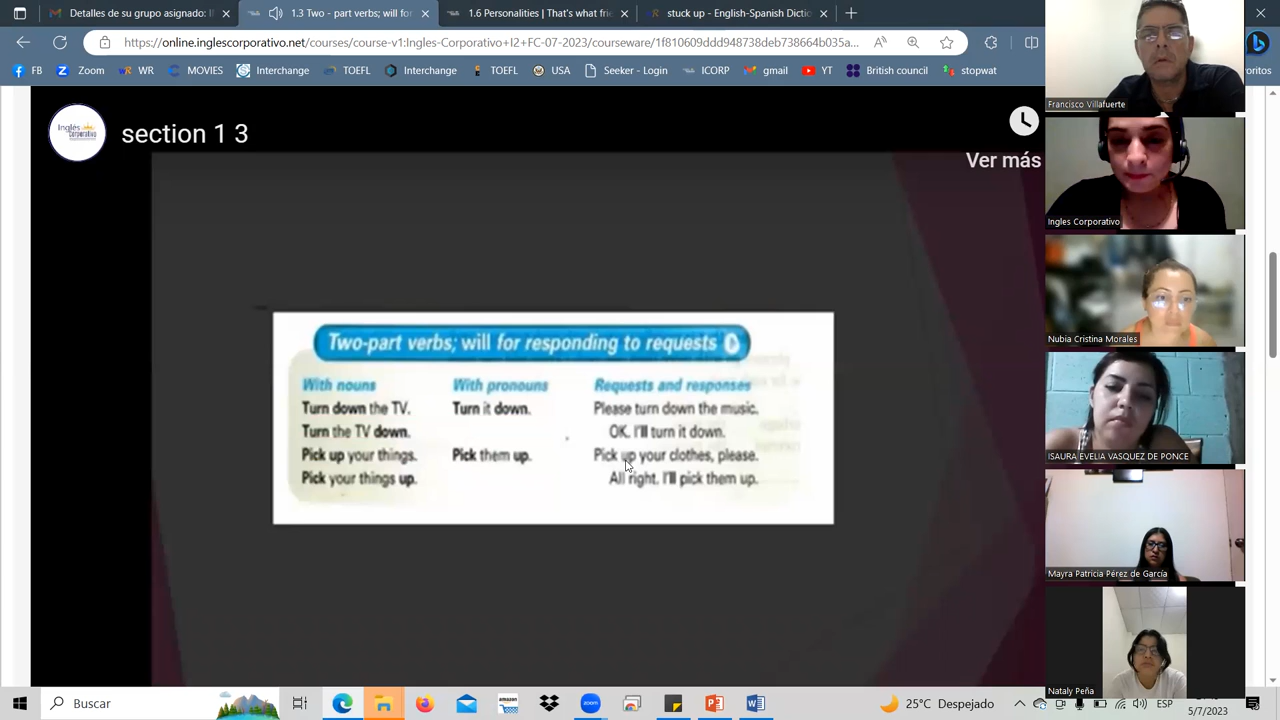 Detalles de su grupo asignado: I
1.3 Two - part verbs; will for
1.6 Personalities | That's what frie
stuck up - English-Spanish Dictio
https://online.inglescorporativo.net/courses/course-v1:Ingles-Corporativo+I2+FC-07-2023/courseware/1f810609ddd948738deb738664b035a...
FB
Zoom
WR
MOVIES
Interchange
TOEFL
Interchange
TOEFL
USA
Seeker - Login
ICORP
gmail
YT
British council
stopwat
oritos
Inglés
Corporativo
section 1 3
Ver más
Two-part verbs; will for responding to requests
With nouns
With pronouns
Requests and responses
Turn down the TV.
Turn it down.
Please turn down the music.
Turn the TV down.
OK. I'll turn it down.
Pick up your things.
Pick them up.
Pick up your clothes, please.
Pick your things up.
All right. I'll pick them up.
Francisco Villafuerte
Ingles Corporativo
Nubia Cristina Morales
ISAURA EVELIA VASQUEZ DE PONCE
Mayra Patricia Pérez de García
Nataly Peña
Buscar
amazon
zoom
25°C Despejado
ESP
5/7/2023